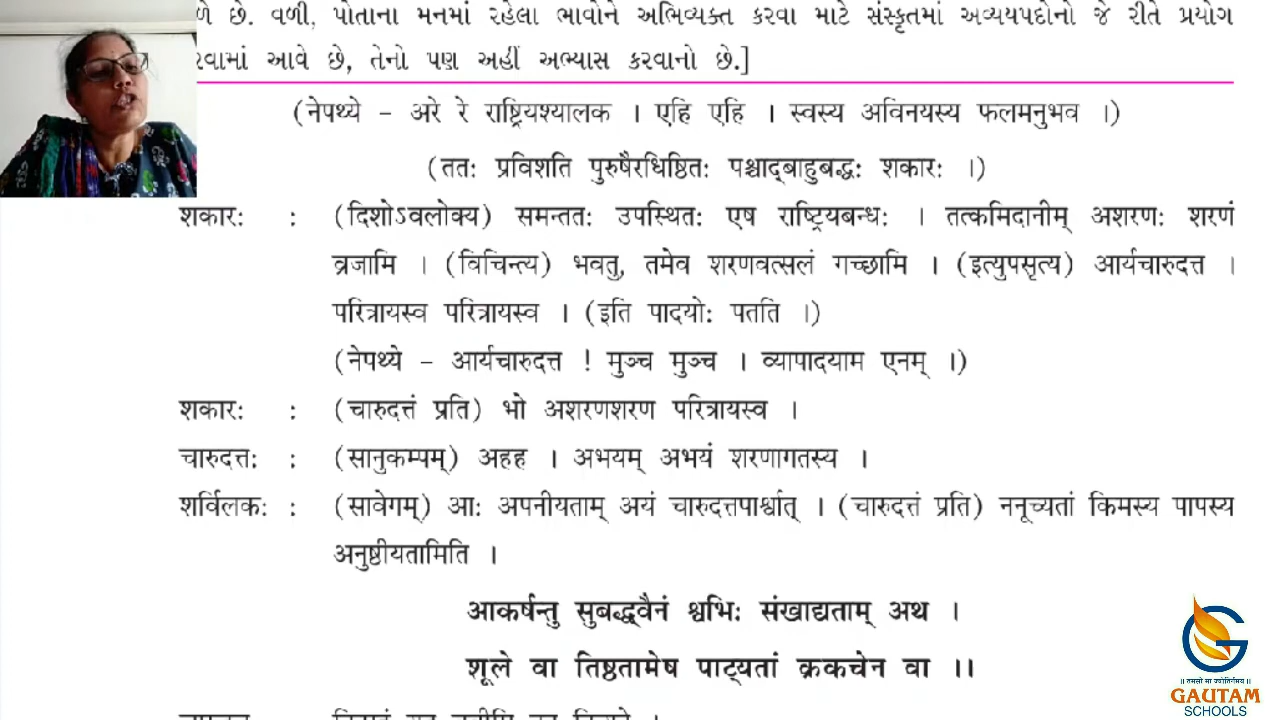 છે. વળી, પોતાના મનમાં રહેલા ભાવોને અભિવ્યક્ત કરવા માટે સંસ્કૃતમાં અવ્યયપદોનો જે રીતે પ્રયોગ
આવે છે, તેનો પણ અહીં અભ્યાસ કરવાનો છે.]
(नेपथ्ये - अरे रे राष्ट्रियश्यालक । एहि एहि । स्वस्य अविनयस्य फलमनुभव ।)
(ततः प्रविशति पुरुषैरधिष्ठितः पश्चाद्बाहुबद्धः शकारः ।)
शकारः : (दिशोऽवलोक्य) समन्ततः उपस्थितः एष राष्ट्रियबन्धः । तत्कमिदानीम् अशरणः शरणं
व्रजामि । (विचिन्त्य) भवतु, तमेव शरणवत्सलं गच्छामि । (इत्युपसृत्य) आर्यचारुदत्त ।
परित्रायस्व परित्रायस्व । (इति पादयोः पतति ।)
(नेपथ्ये - आर्यचारुदत्त ! मुञ्च मुञ्च । व्यापादयाम एनम् ।)
शकारः : (चारुदत्तं प्रति) भो अशरणशरण परित्रायस्व ।
चारुदत्तः : (सानुकम्पम्) अहह । अभयम् अभयं शरणागतस्य ।
शर्विलकः : (सावेगम्) आः अपनीयताम् अयं चारुदत्तपार्श्वात् । (चारुदत्तं प्रति) ननूच्यतां किमस्य पापस्य
अनुष्ठीयतामिति ।
आकर्षन्तु सुबद्ध्वैनं श्वभिः संखाद्यताम् अथ ।
शूले वा तिष्ठतामेष पाट्यतां क्रकचेन वा ।।
॥ तमसो मा ज्योतिर्गमय॥
GAUTAM
SCHOOLS